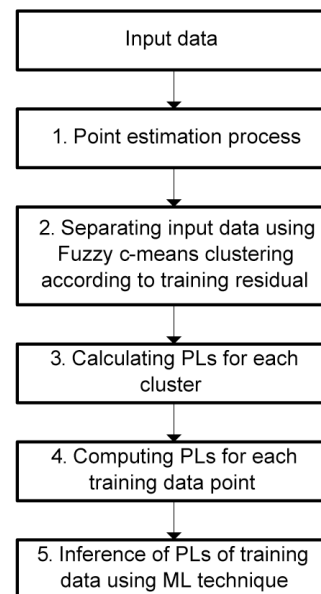 Input data
1. Point estimation process
2. Separating input data using
Fuzzy c-means clustering
according to training residual
3. Calculating PLs for each
cluster
4. Computing PLs for each
training data point
5. Inference of PLs of training
data using ML technique